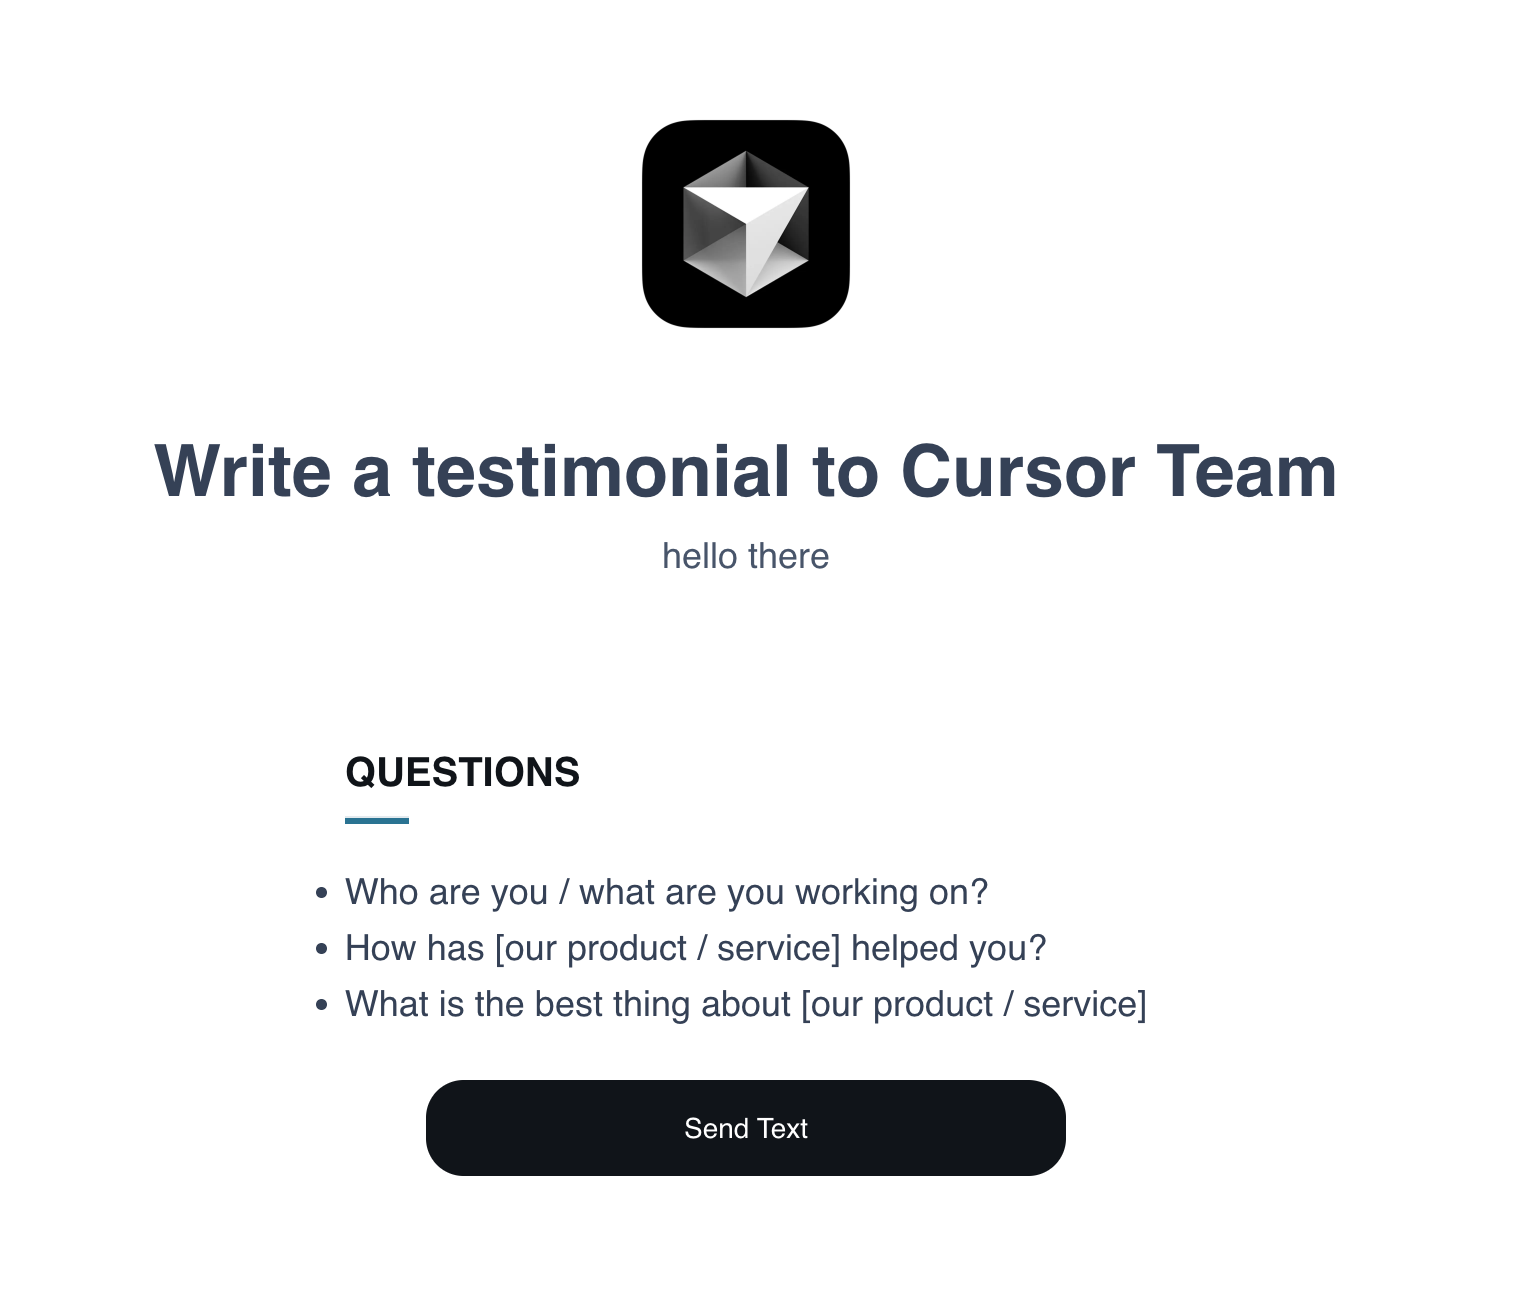 Write a testimonial to Cursor Team
hello there
QUESTIONS
Who are you / what are you working on?
How has [our product / service] helped you?
What is the best thing about [our product / service]
Send Text